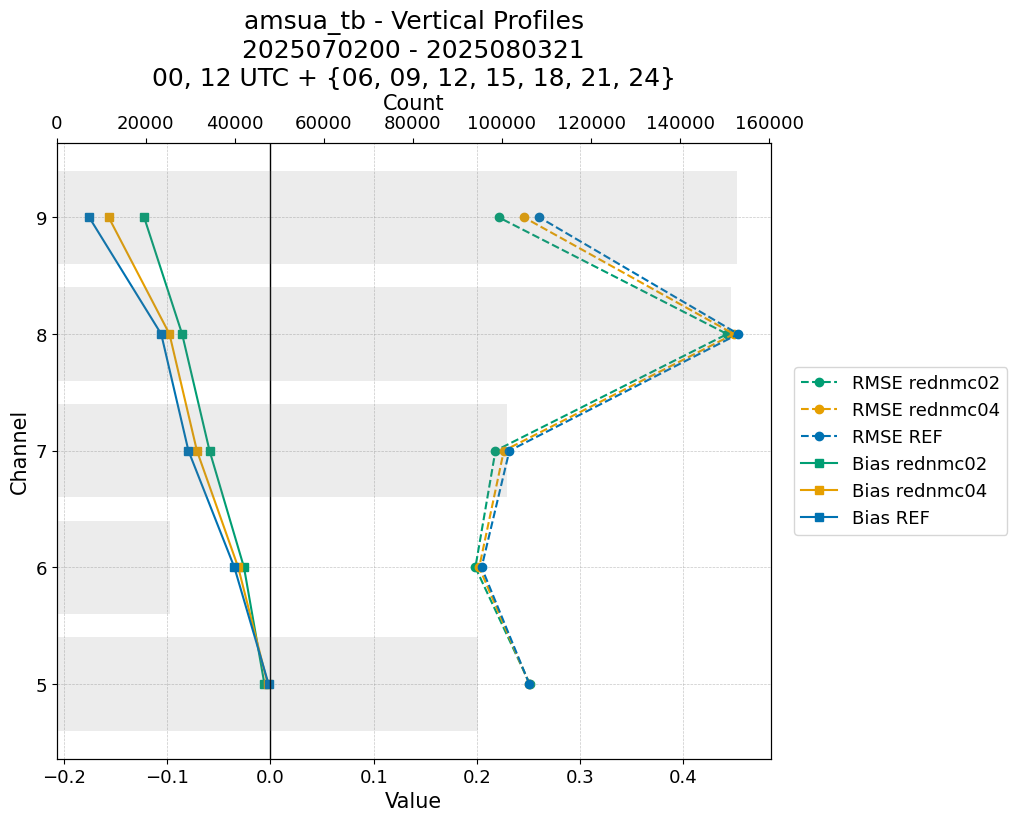 amsua_tb - Vertical Profiles
2025070200 - 2025080321
00, 12 UTC + {06, 09, 12, 15, 18, 21, 24}
Count
0 20000 40000 60000 80000 100000 120000 140000 160000
Channel
9
8
7
6
5
−0.2 −0.1 0.0 0.1 0.2 0.3 0.4
Value
RMSE rednmc02
RMSE rednmc04
RMSE REF
Bias rednmc02
Bias rednmc04
Bias REF